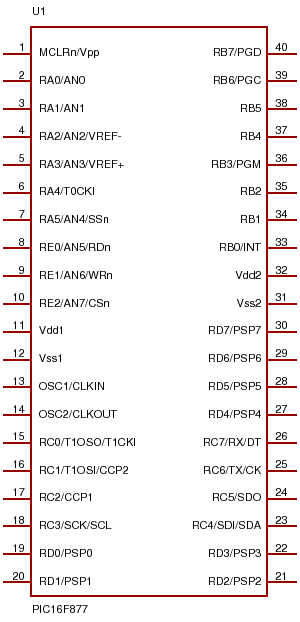 U1
1 MCLRn/Vpp RB7/PGD 40
2 RA0/AN0 RB6/PGC 39
3 RA1/AN1 RB5 38
4 RA2/AN2/VREF- RB4 37
5 RA3/AN3/VREF+ RB3/PGM 36
6 RA4/T0CKI RB2 35
7 RA5/AN4/SSn RB1 34
8 RE0/AN5/RDn RB0/INT 33
9 RE1/AN6/WRn Vdd2 32
10 RE2/AN7/CSn Vss2 31
11 Vdd1 RD7/PSP7 30
12 Vss1 RD6/PSP6 29
13 OSC1/CLKIN RD5/PSP5 28
14 OSC2/CLKOUT RD4/PSP4 27
15 RC0/T1OSO/T1CKI RC7/RX/DT 26
16 RC1/T1OSI/CCP2 RC6/TX/CK 25
17 RC2/CCP1 RC5/SDO 24
18 RC3/SCK/SCL RC4/SDI/SDA 23
19 RD0/PSP0 RD3/PSP3 22
20 RD1/PSP1 RD2/PSP2 21
PIC16F877